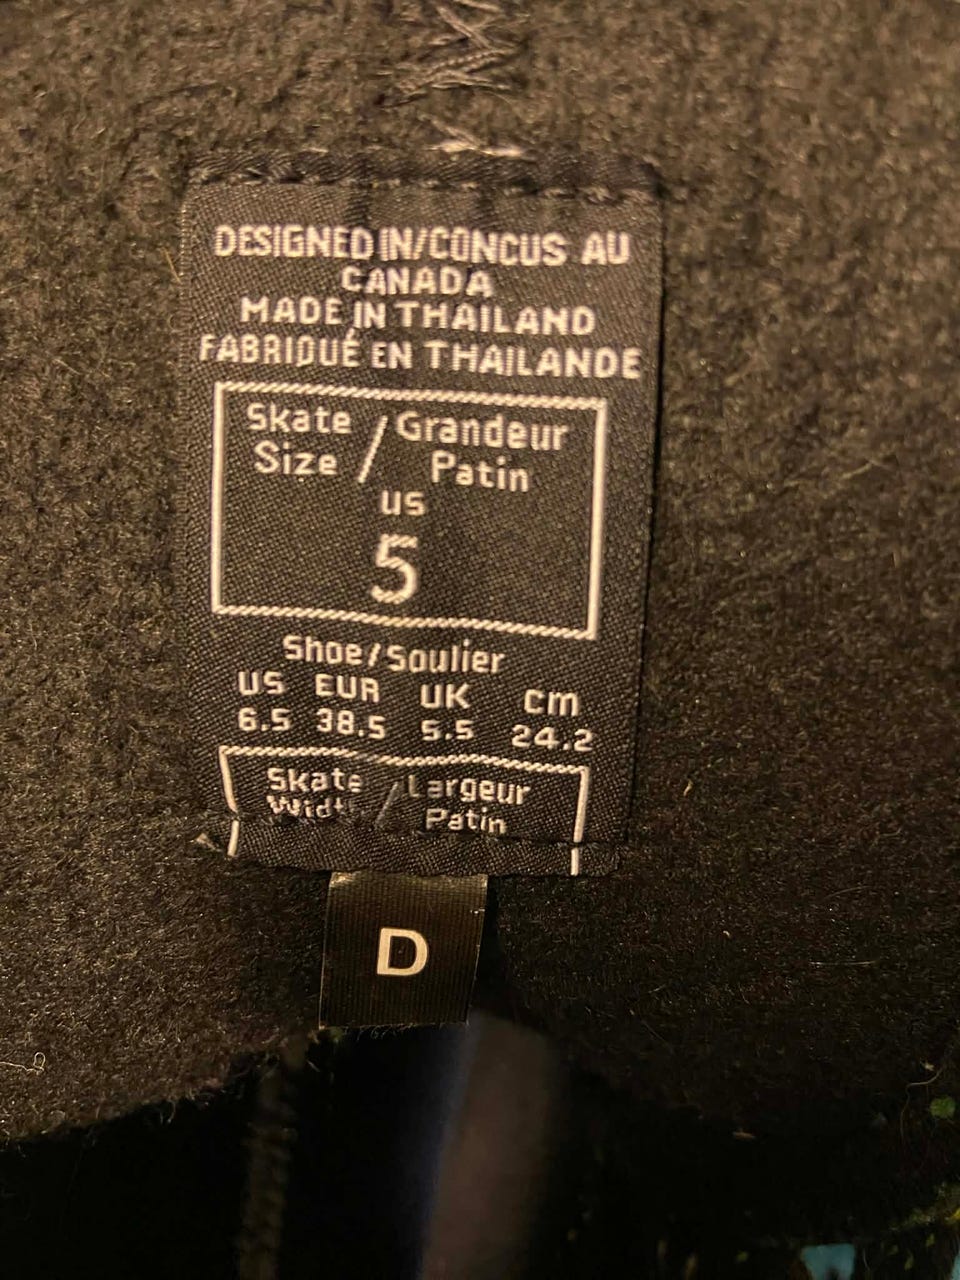 DESIGNED IN/CONCUS AU
CANADA
MADE IN THAILAND
FABRIQUÉ EN THAILANDE
Skate / Grandeur
Size Patin
US
5
Shoe/Soulier
US EUR UK cm
6.5 38.5 5.5 24.2
Skate / Largeur
Width Patin
D